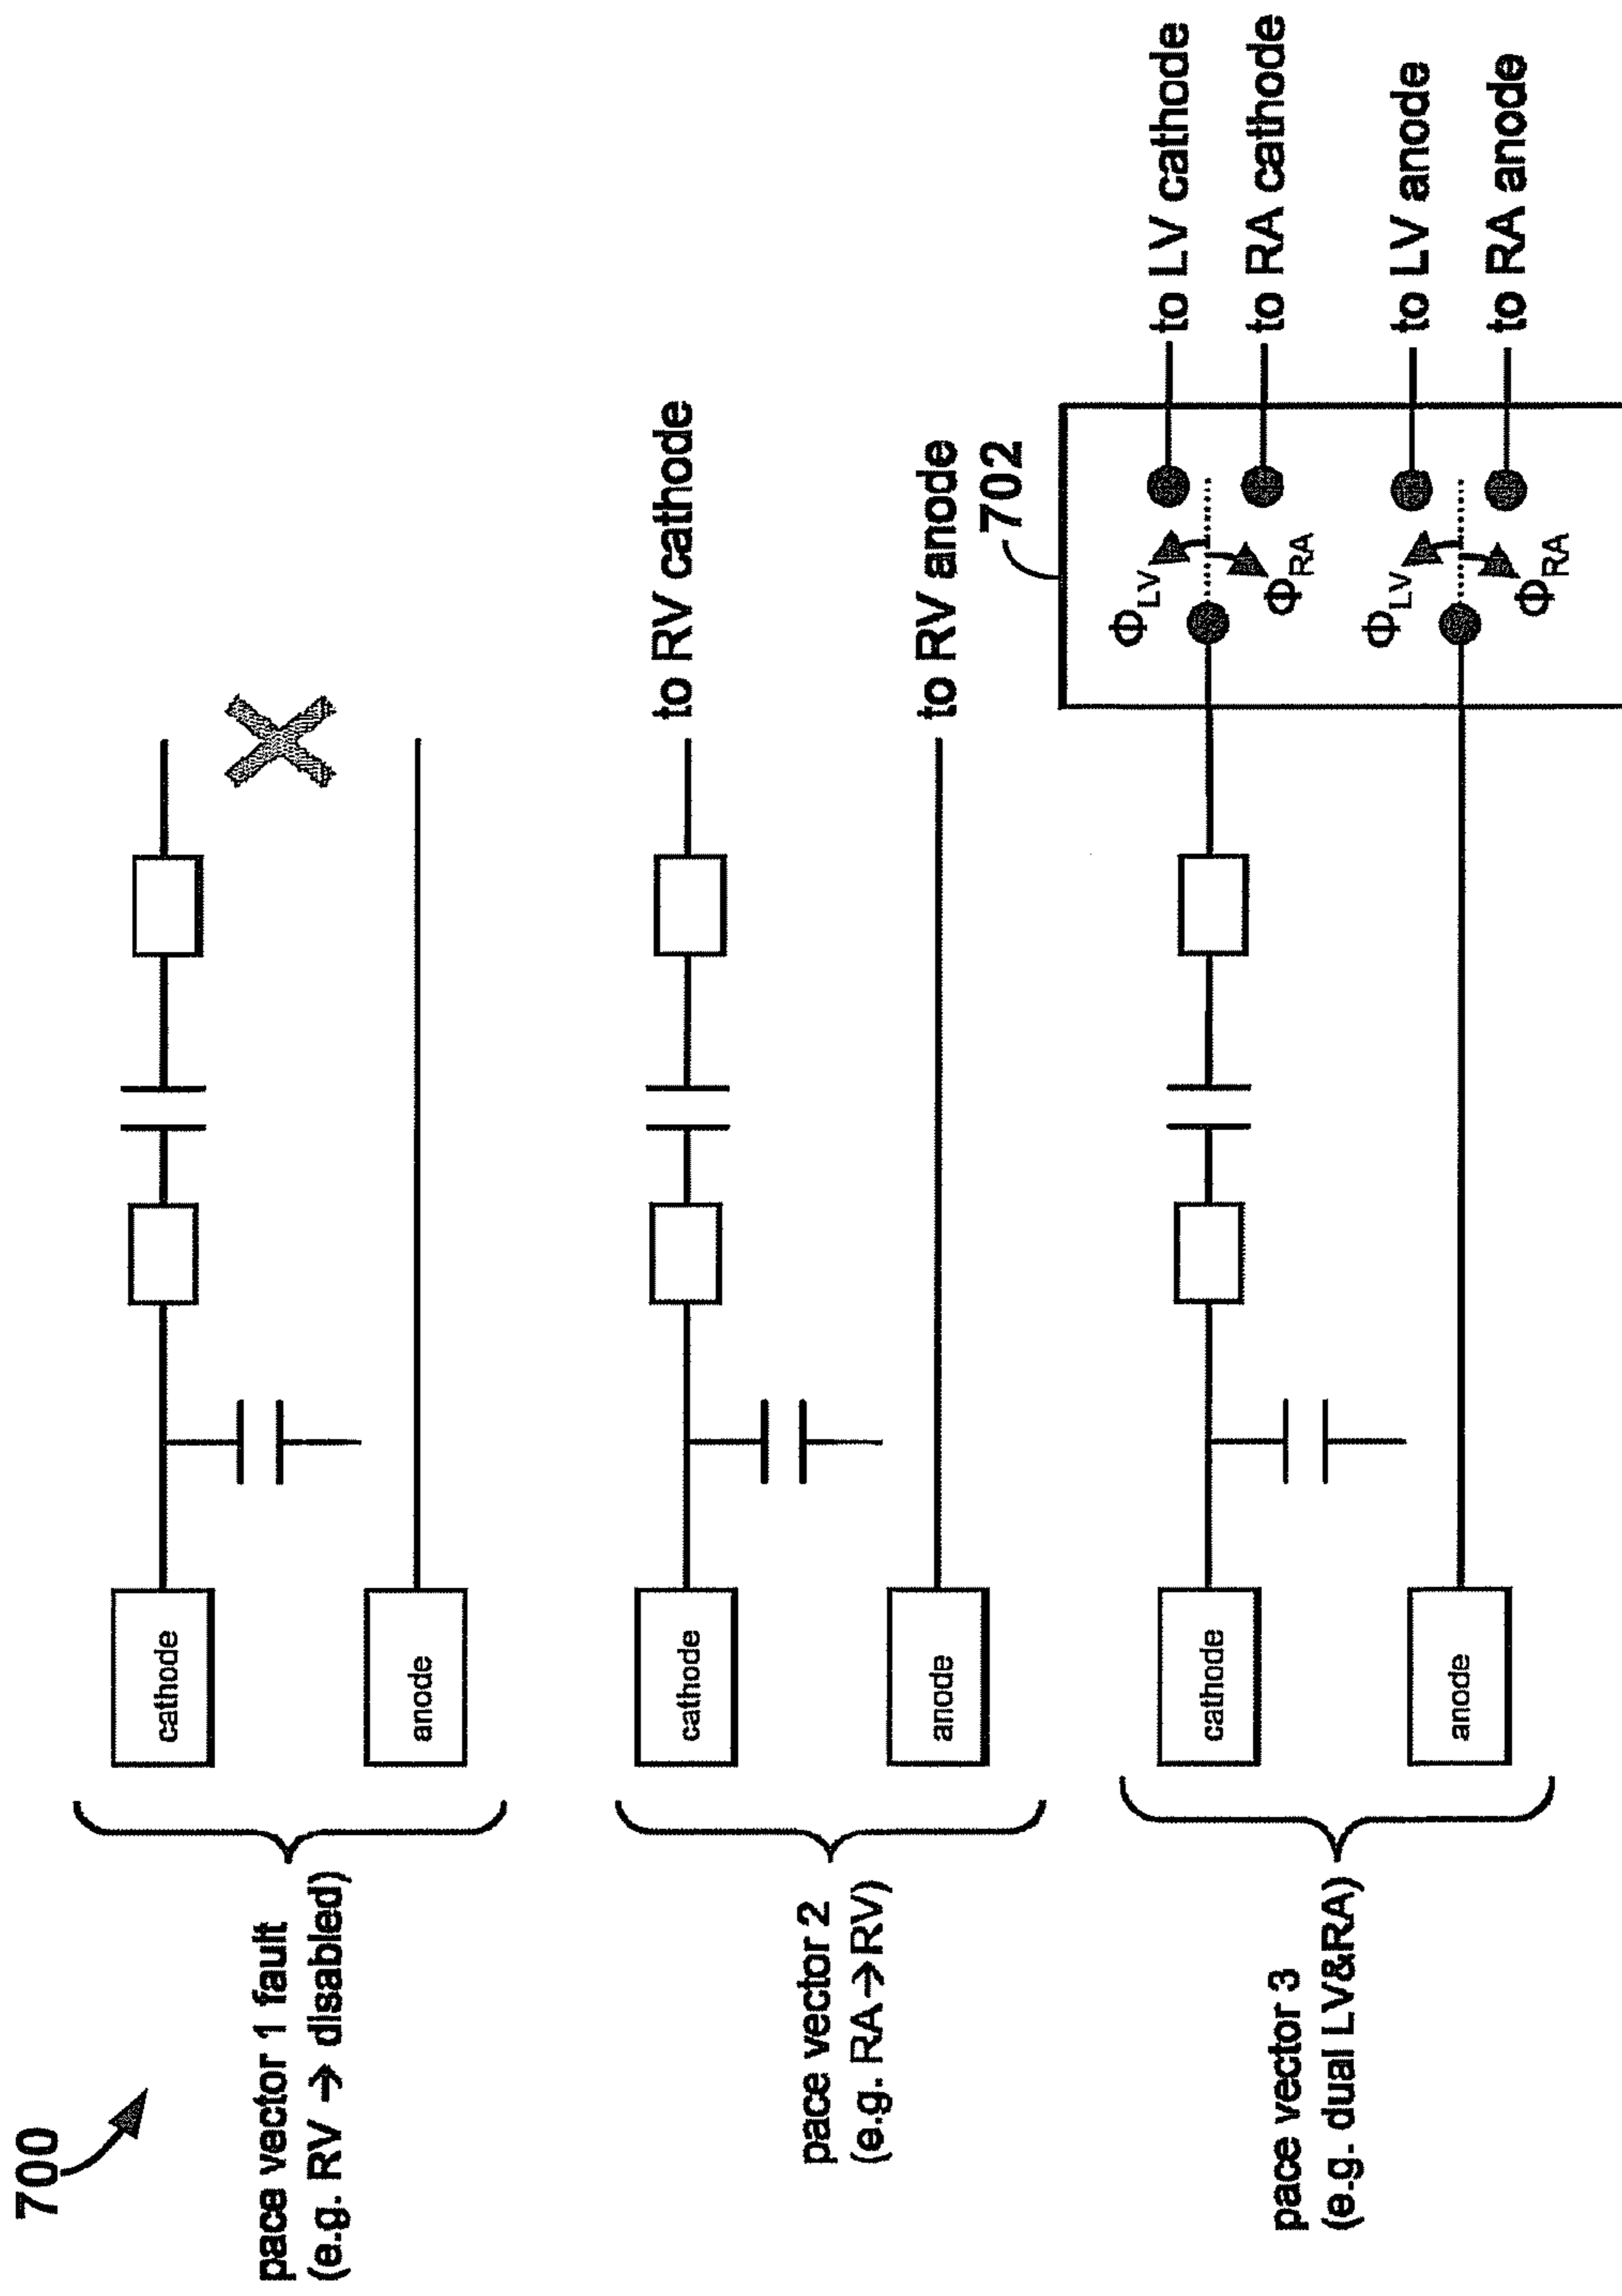 700
pace vector 1 fault
(e.g. RV → disabled)
cathode
anode
pace vector 2
(e.g. RA→RV)
cathode
anode
to RV cathode
to RV anode
pace vector 3
(e.g. dual LV&RA)
cathode
anode
702
ΦLV
ΦRA
ΦLV
ΦRA
to LV cathode
to RA cathode
to LV anode
to RA anode